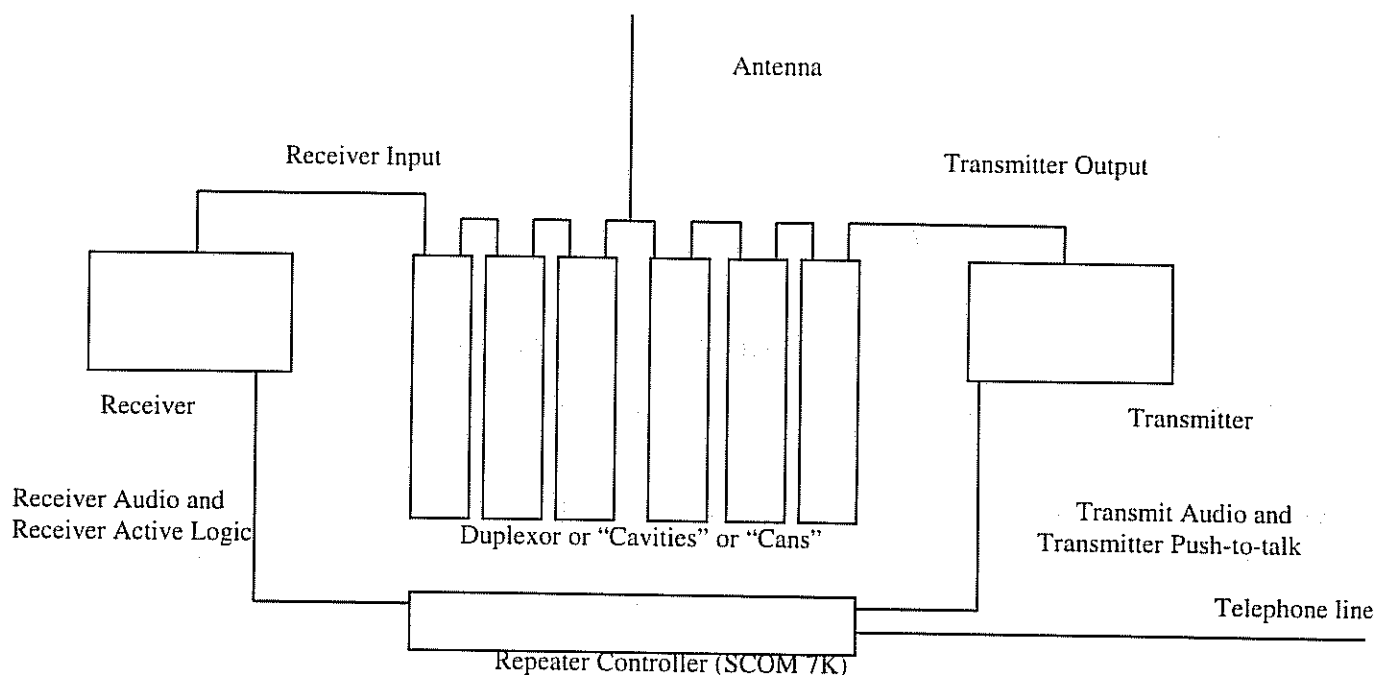 Antenna
Receiver Input
Transmitter Output
Receiver
Transmitter
Receiver Audio and
Receiver Active Logic
Duplexor or “Cavities” or “Cans”
Transmit Audio and
Transmitter Push-to-talk
Telephone line
Repeater Controller (SCOM 7K)